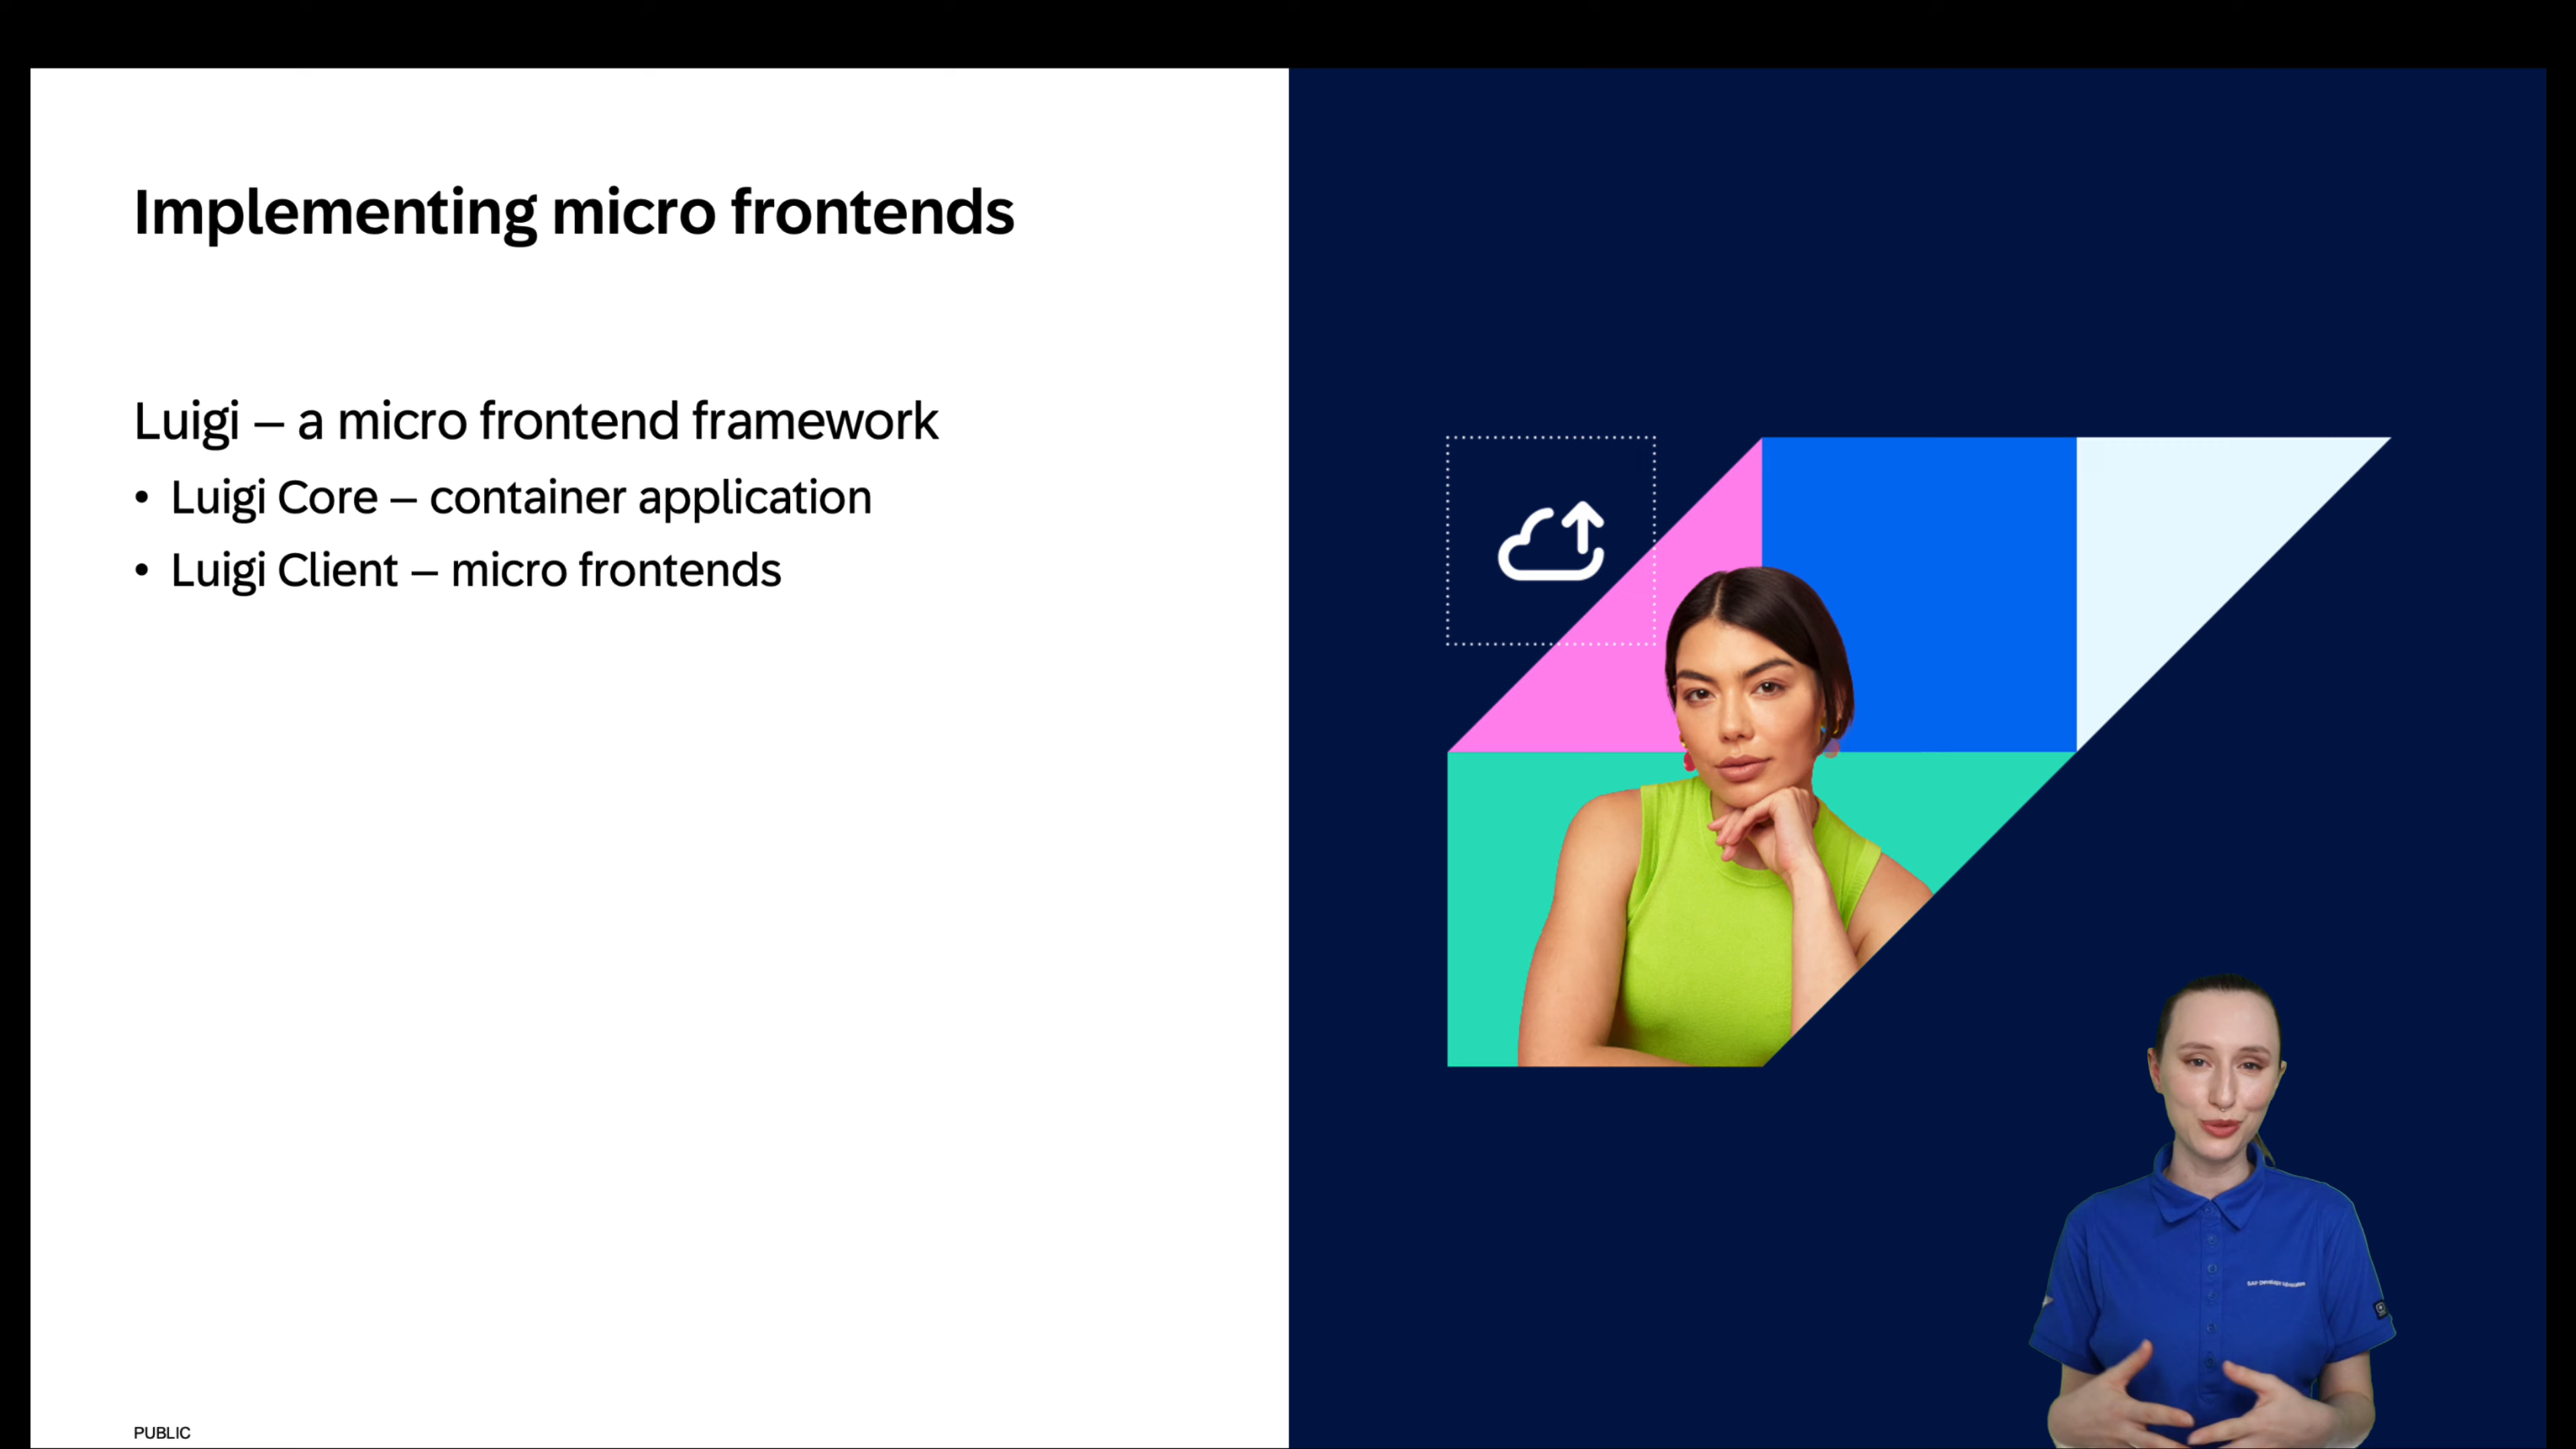 Implementing micro frontends
Luigi – a micro frontend framework
• Luigi Core – container application
• Luigi Client – micro frontends
PUBLIC